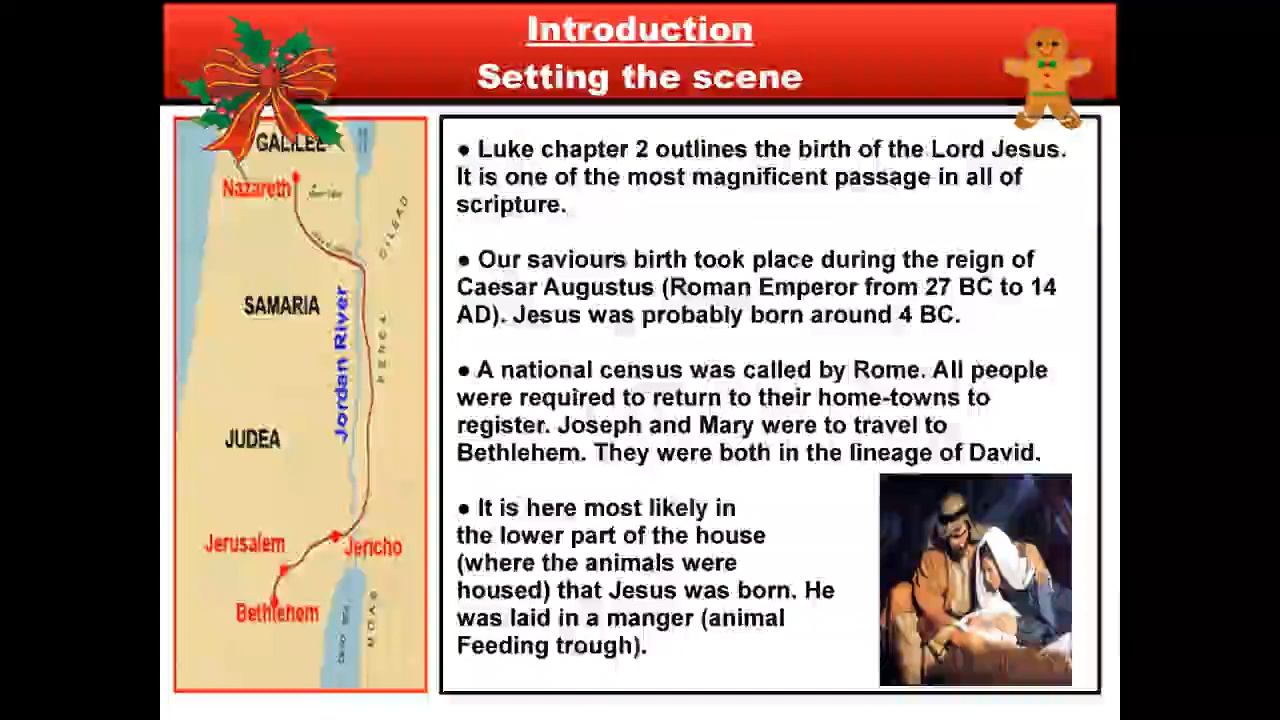 Introduction
Setting the scene
GALILEE
Nazareth
GILEAD
SAMARIA
Jordan River
PEREA
JUDEA
Jerusalem
Jericho
Bethlehem
DEAD SEA
MOAB
● Luke chapter 2 outlines the birth of the Lord Jesus.
It is one of the most magnificent passage in all of
scripture.
● Our saviours birth took place during the reign of
Caesar Augustus (Roman Emperor from 27 BC to 14
AD). Jesus was probably born around 4 BC.
● A national census was called by Rome. All people
were required to return to their home-towns to
register. Joseph and Mary were to travel to
Bethlehem. They were both in the lineage of David.
● It is here most likely in
the lower part of the house
(where the animals were
housed) that Jesus was born. He
was laid in a manger (animal
Feeding trough).